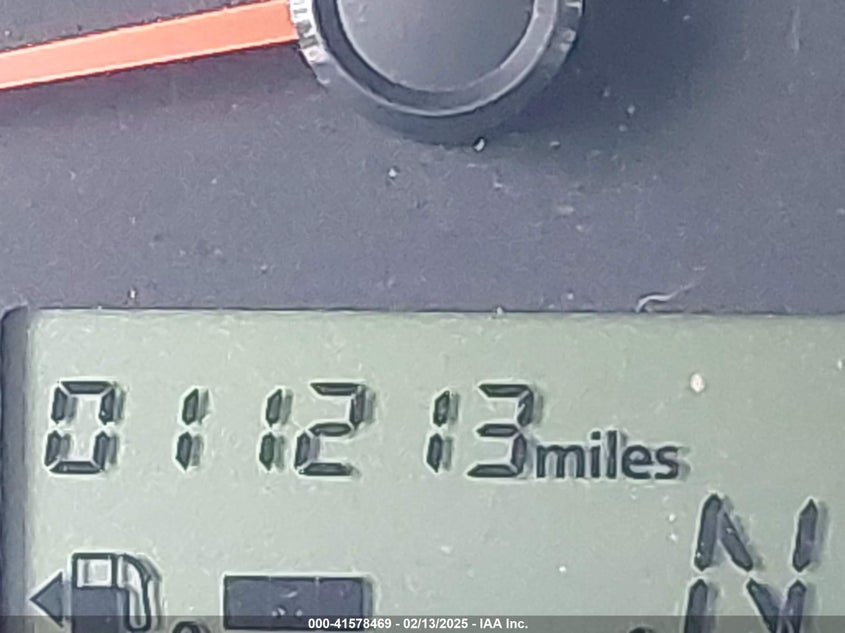 011213miles
N
000-41578469 - 02/13/2025 - IAA Inc.